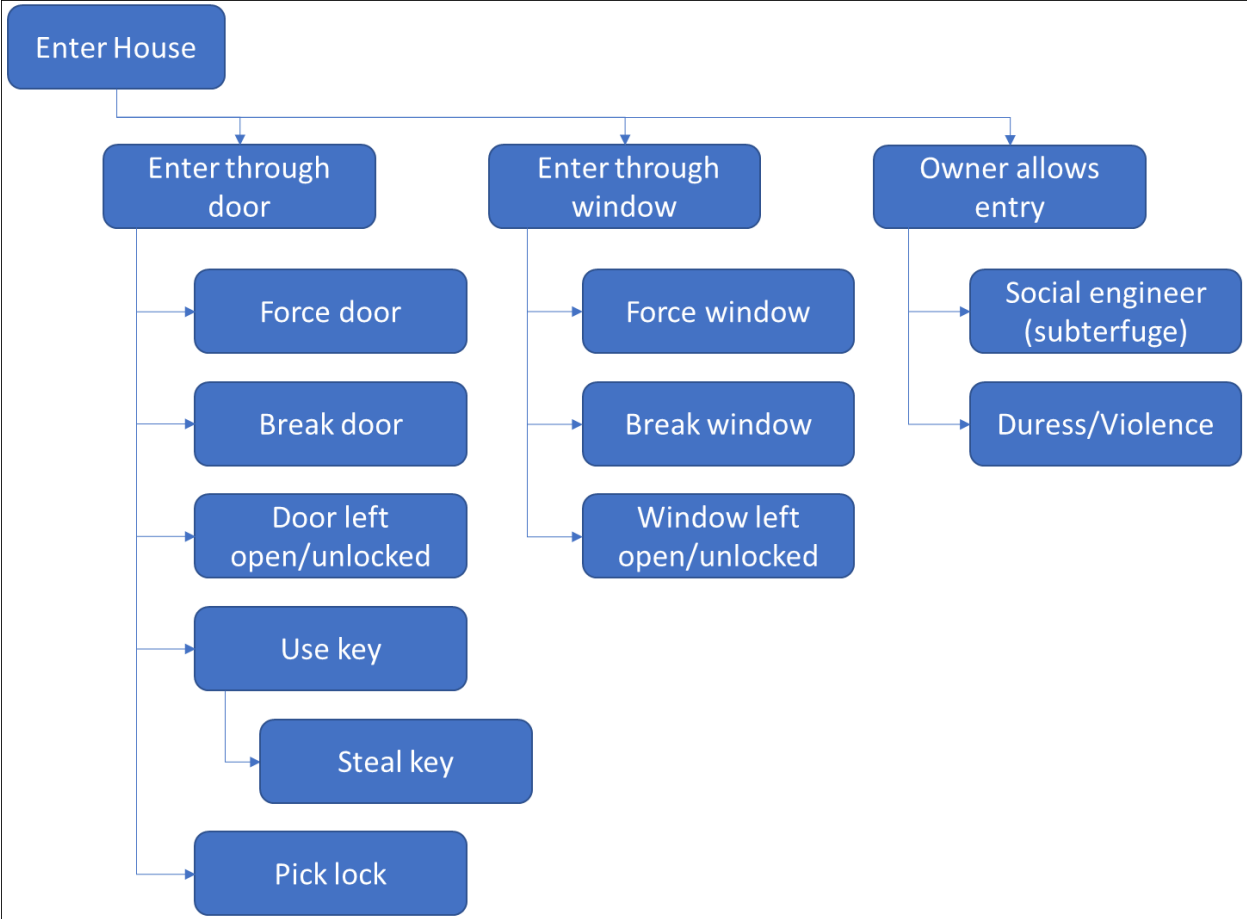 Enter House
Enter through
door
Enter through
window
Owner allows
entry
Force door
Force window
Social engineer
(subterfuge)
Break door
Break window
Duress/Violence
Door left
open/unlocked
Window left
open/unlocked
Use key
Steal key
Pick lock